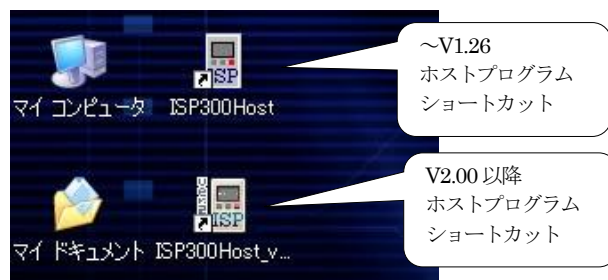 マイ コンピュータ
ISP
ISP300Host
～V1.26
ホストプログラム
ショートカット
マイ ドキュメント
ISP
ISP300Host_v...
V2.00 以降
ホストプログラム
ショートカット